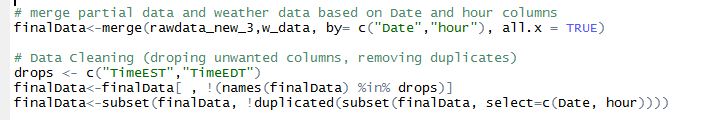 # merge partial data and weather data based on Date and hour columns
finalData<-merge(rawdata_new_3,w_data, by= c("Date","hour"), all.x = TRUE)
# Data Cleaning (droping unwanted columns, removing duplicates)
drops <- c("TimeEST","TimeEDT")
finalData<-finalData[ , !(names(finalData) %in% drops)]
finalData<-subset(finalData, !duplicated(subset(finalData, select=c(Date, hour))))